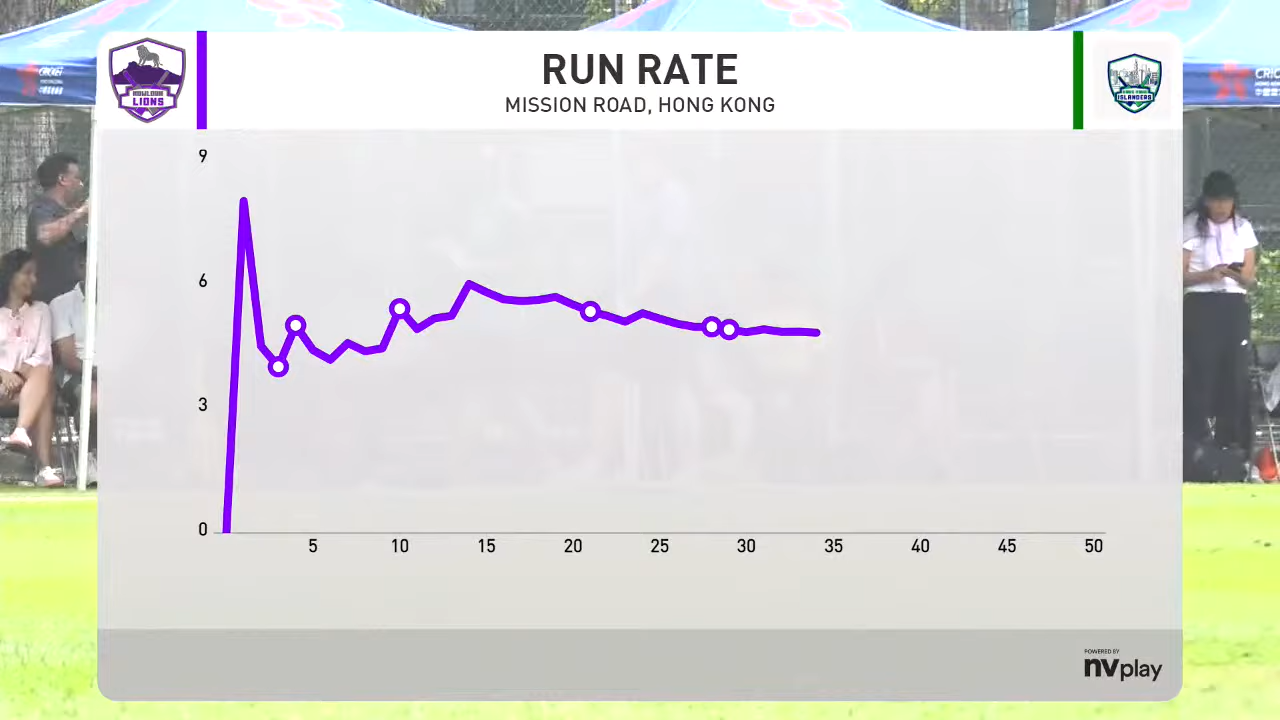 RUN RATE
MISSION ROAD, HONG KONG
KOWLOON
LIONS
ISLANDERS
9
6
3
0
5 10 15 20 25 30 35 40 45 50
POWERED BY
nvplay